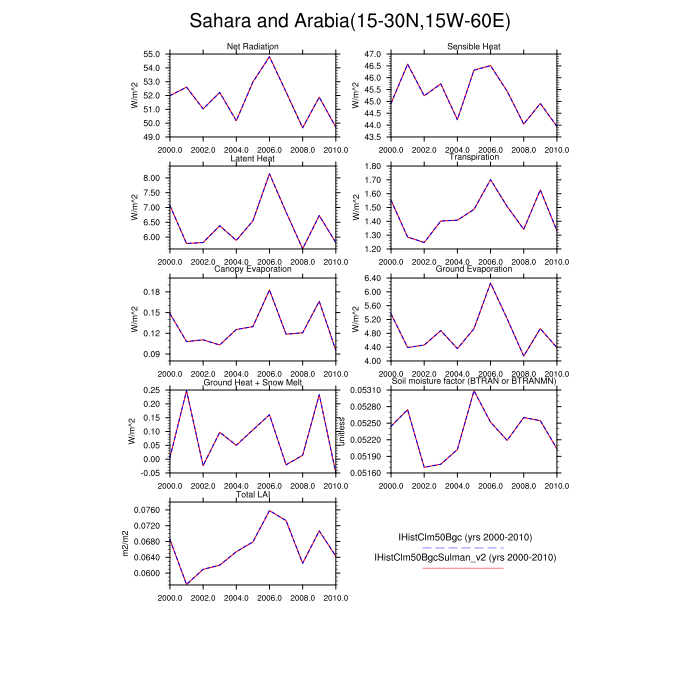 Sahara and Arabia(15-30N,15W-60E)
Net Radiation
W/m^2
55.0
54.0
53.0
52.0
51.0
50.0
49.0
2000.0 2002.0 2004.0 2006.0 2008.0 2010.0
Sensible Heat
W/m^2
47.0
46.5
46.0
45.5
45.0
44.5
44.0
43.5
2000.0 2002.0 2004.0 2006.0 2008.0 2010.0
Latent Heat
W/m^2
8.00
7.50
7.00
6.50
6.00
2000.0 2002.0 2004.0 2006.0 2008.0 2010.0
Transpiration
W/m^2
1.80
1.70
1.60
1.50
1.40
1.30
1.20
2000.0 2002.0 2004.0 2006.0 2008.0 2010.0
Canopy Evaporation
W/m^2
0.18
0.15
0.12
0.09
2000.0 2002.0 2004.0 2006.0 2008.0 2010.0
Ground Evaporation
W/m^2
6.40
6.00
5.60
5.20
4.80
4.40
4.00
2000.0 2002.0 2004.0 2006.0 2008.0 2010.0
Ground Heat + Snow Melt
W/m^2
0.25
0.20
0.15
0.10
0.05
0.00
-0.05
2000.0 2002.0 2004.0 2006.0 2008.0 2010.0
Soil moisture factor (BTRAN or BTRANMN)
unitless
0.05310
0.05280
0.05250
0.05220
0.05190
0.05160
2000.0 2002.0 2004.0 2006.0 2008.0 2010.0
Total LAI
m2/m2
0.0760
0.0720
0.0680
0.0640
0.0600
2000.0 2002.0 2004.0 2006.0 2008.0 2010.0
IHistClm50Bgc (yrs 2000-2010)
IHistClm50BgcSulman_v2 (yrs 2000-2010)